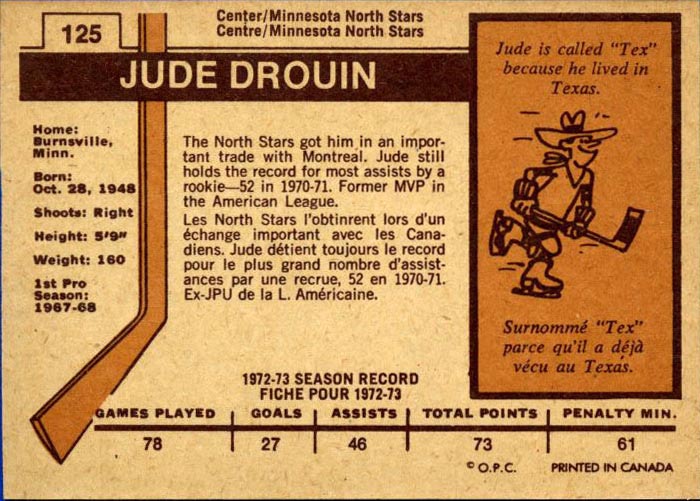 125
Center/Minnesota North Stars
Centre/Minnesota North Stars
JUDE DROUIN
Home:
Burnsville,
Minn.
Born:
Oct. 28, 1948
Shoots: Right
Height: 5'9"
Weight: 160
1st Pro
Season:
1967-68
The North Stars got him in an impor-
tant trade with Montreal. Jude still
holds the record for most assists by a
rookie—52 in 1970-71. Former MVP in
the American League.
Les North Stars l'obtinrent lors d'un
échange important avec les Cana-
diens. Jude détient toujours le record
pour le plus grand nombre d'assist-
ances par une recrue, 52 en 1970-71.
Ex-JPU de la L. Américaine.
Jude is called "Tex"
because he lived in
Texas.
Surnommé "Tex"
parce qu'il a déjà
vécu au Texas.
1972-73 SEASON RECORD
FICHE POUR 1972-73
GAMES PLAYED GOALS ASSISTS TOTAL POINTS PENALTY MIN.
78 27 46 73 61
© O.P.C. PRINTED IN CANADA